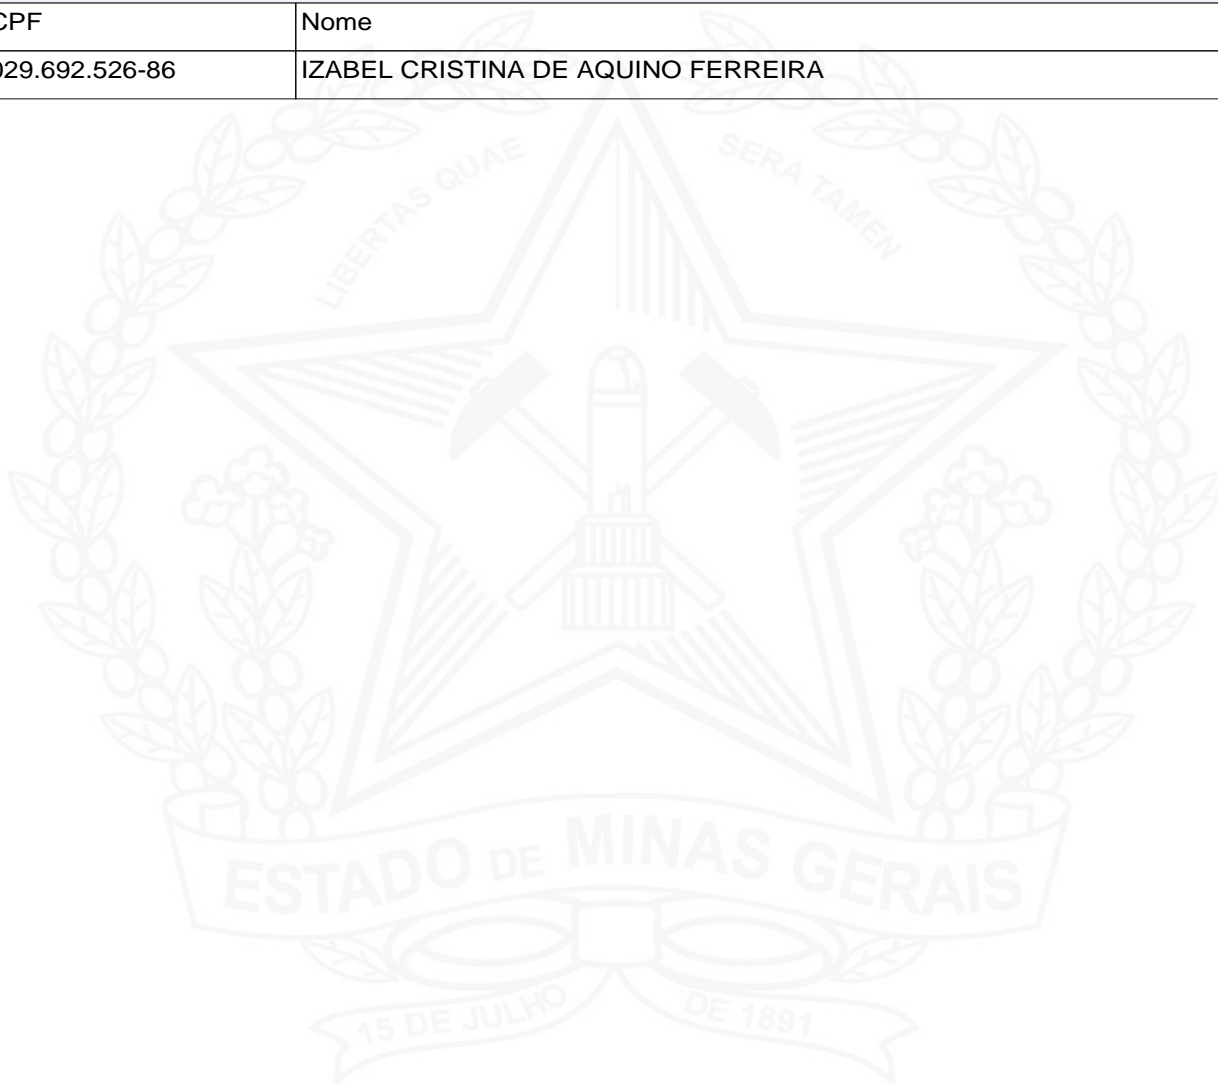 CPF Nome
029.692.526-86 IZABEL CRISTINA DE AQUINO FERREIRA
LIBERTAS QUAE SERA TAMEN
ESTADO DE MINAS GERAIS
15 DE JULHO DE 1891